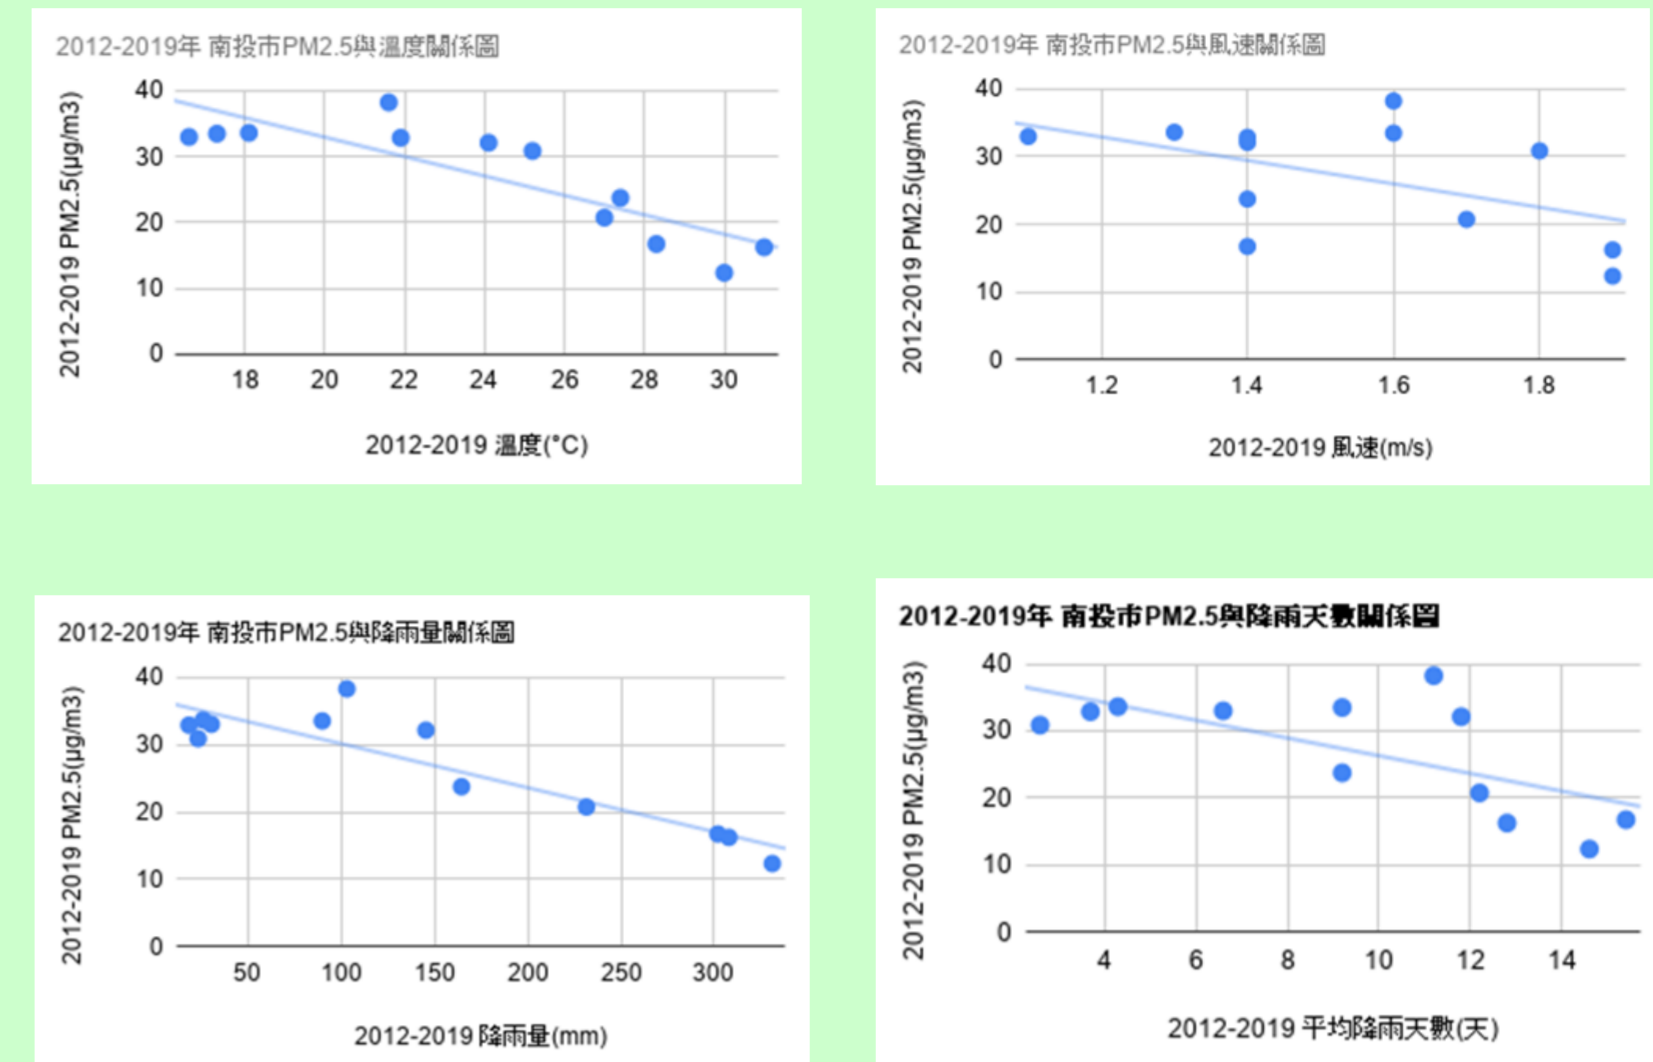 2012-2019年 南投市PM2.5與溫度關係圖
2012-2019 PM2.5(µg/m3)
40
30
20
10
0
18 20 22 24 26 28 30
2012-2019 溫度(°C)
2012-2019年 南投市PM2.5與風速關係圖
2012-2019 PM2.5(µg/m3)
40
30
20
10
0
1.2 1.4 1.6 1.8
2012-2019 風速(m/s)
2012-2019年 南投市PM2.5與降雨量關係圖
2012-2019 PM2.5(µg/m3)
40
30
20
10
0
50 100 150 200 250 300
2012-2019 降雨量(mm)
2012-2019年 南投市PM2.5與降雨天數關係圖
2012-2019 PM2.5(µg/m3)
40
30
20
10
0
4 6 8 10 12 14
2012-2019 平均降雨天數(天)